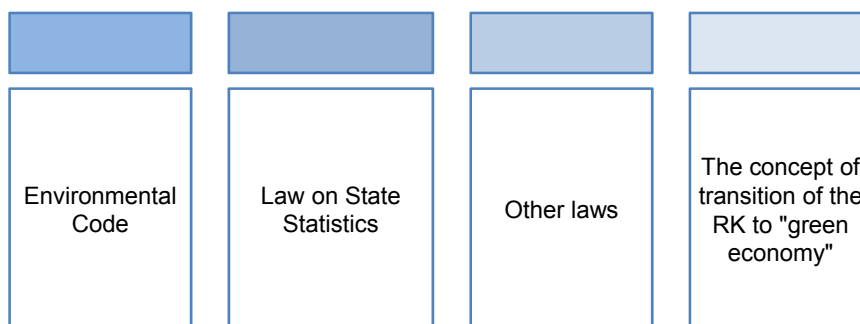 Environmental
Code
Law on State
Statistics
Other laws
The concept of
transition of the
RK to "green
economy"